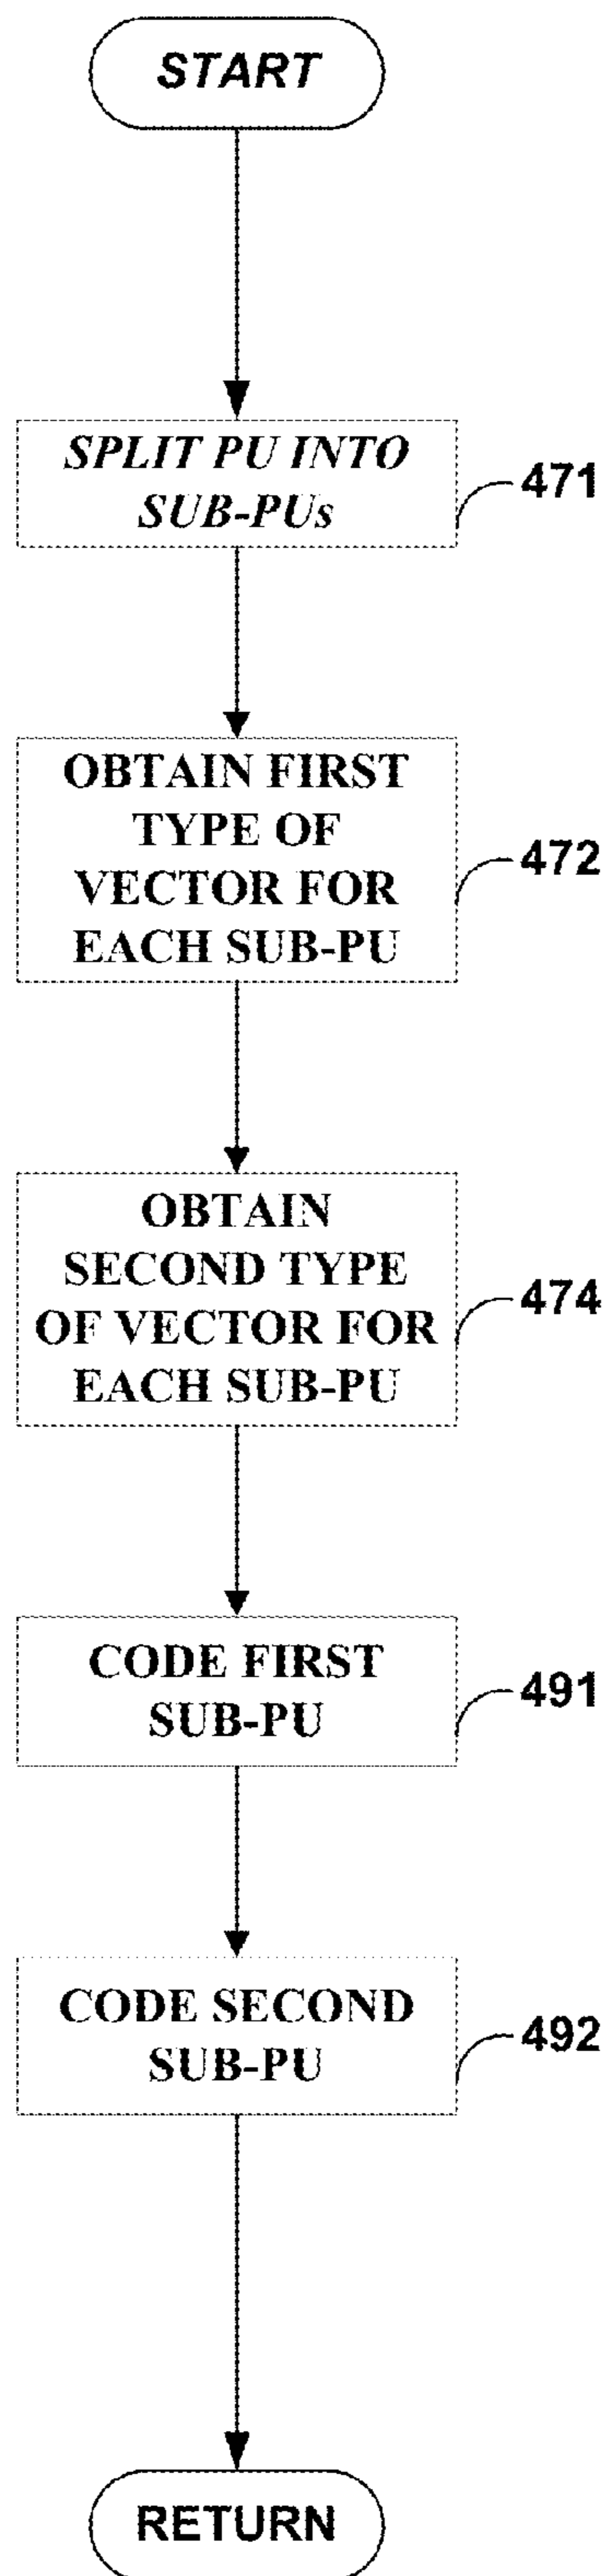 START
SPLIT PU INTO
SUB-PUs
471
OBTAIN FIRST
TYPE OF
VECTOR FOR
EACH SUB-PU
472
OBTAIN
SECOND TYPE
OF VECTOR FOR
EACH SUB-PU
474
CODE FIRST
SUB-PU
491
CODE SECOND
SUB-PU
492
RETURN